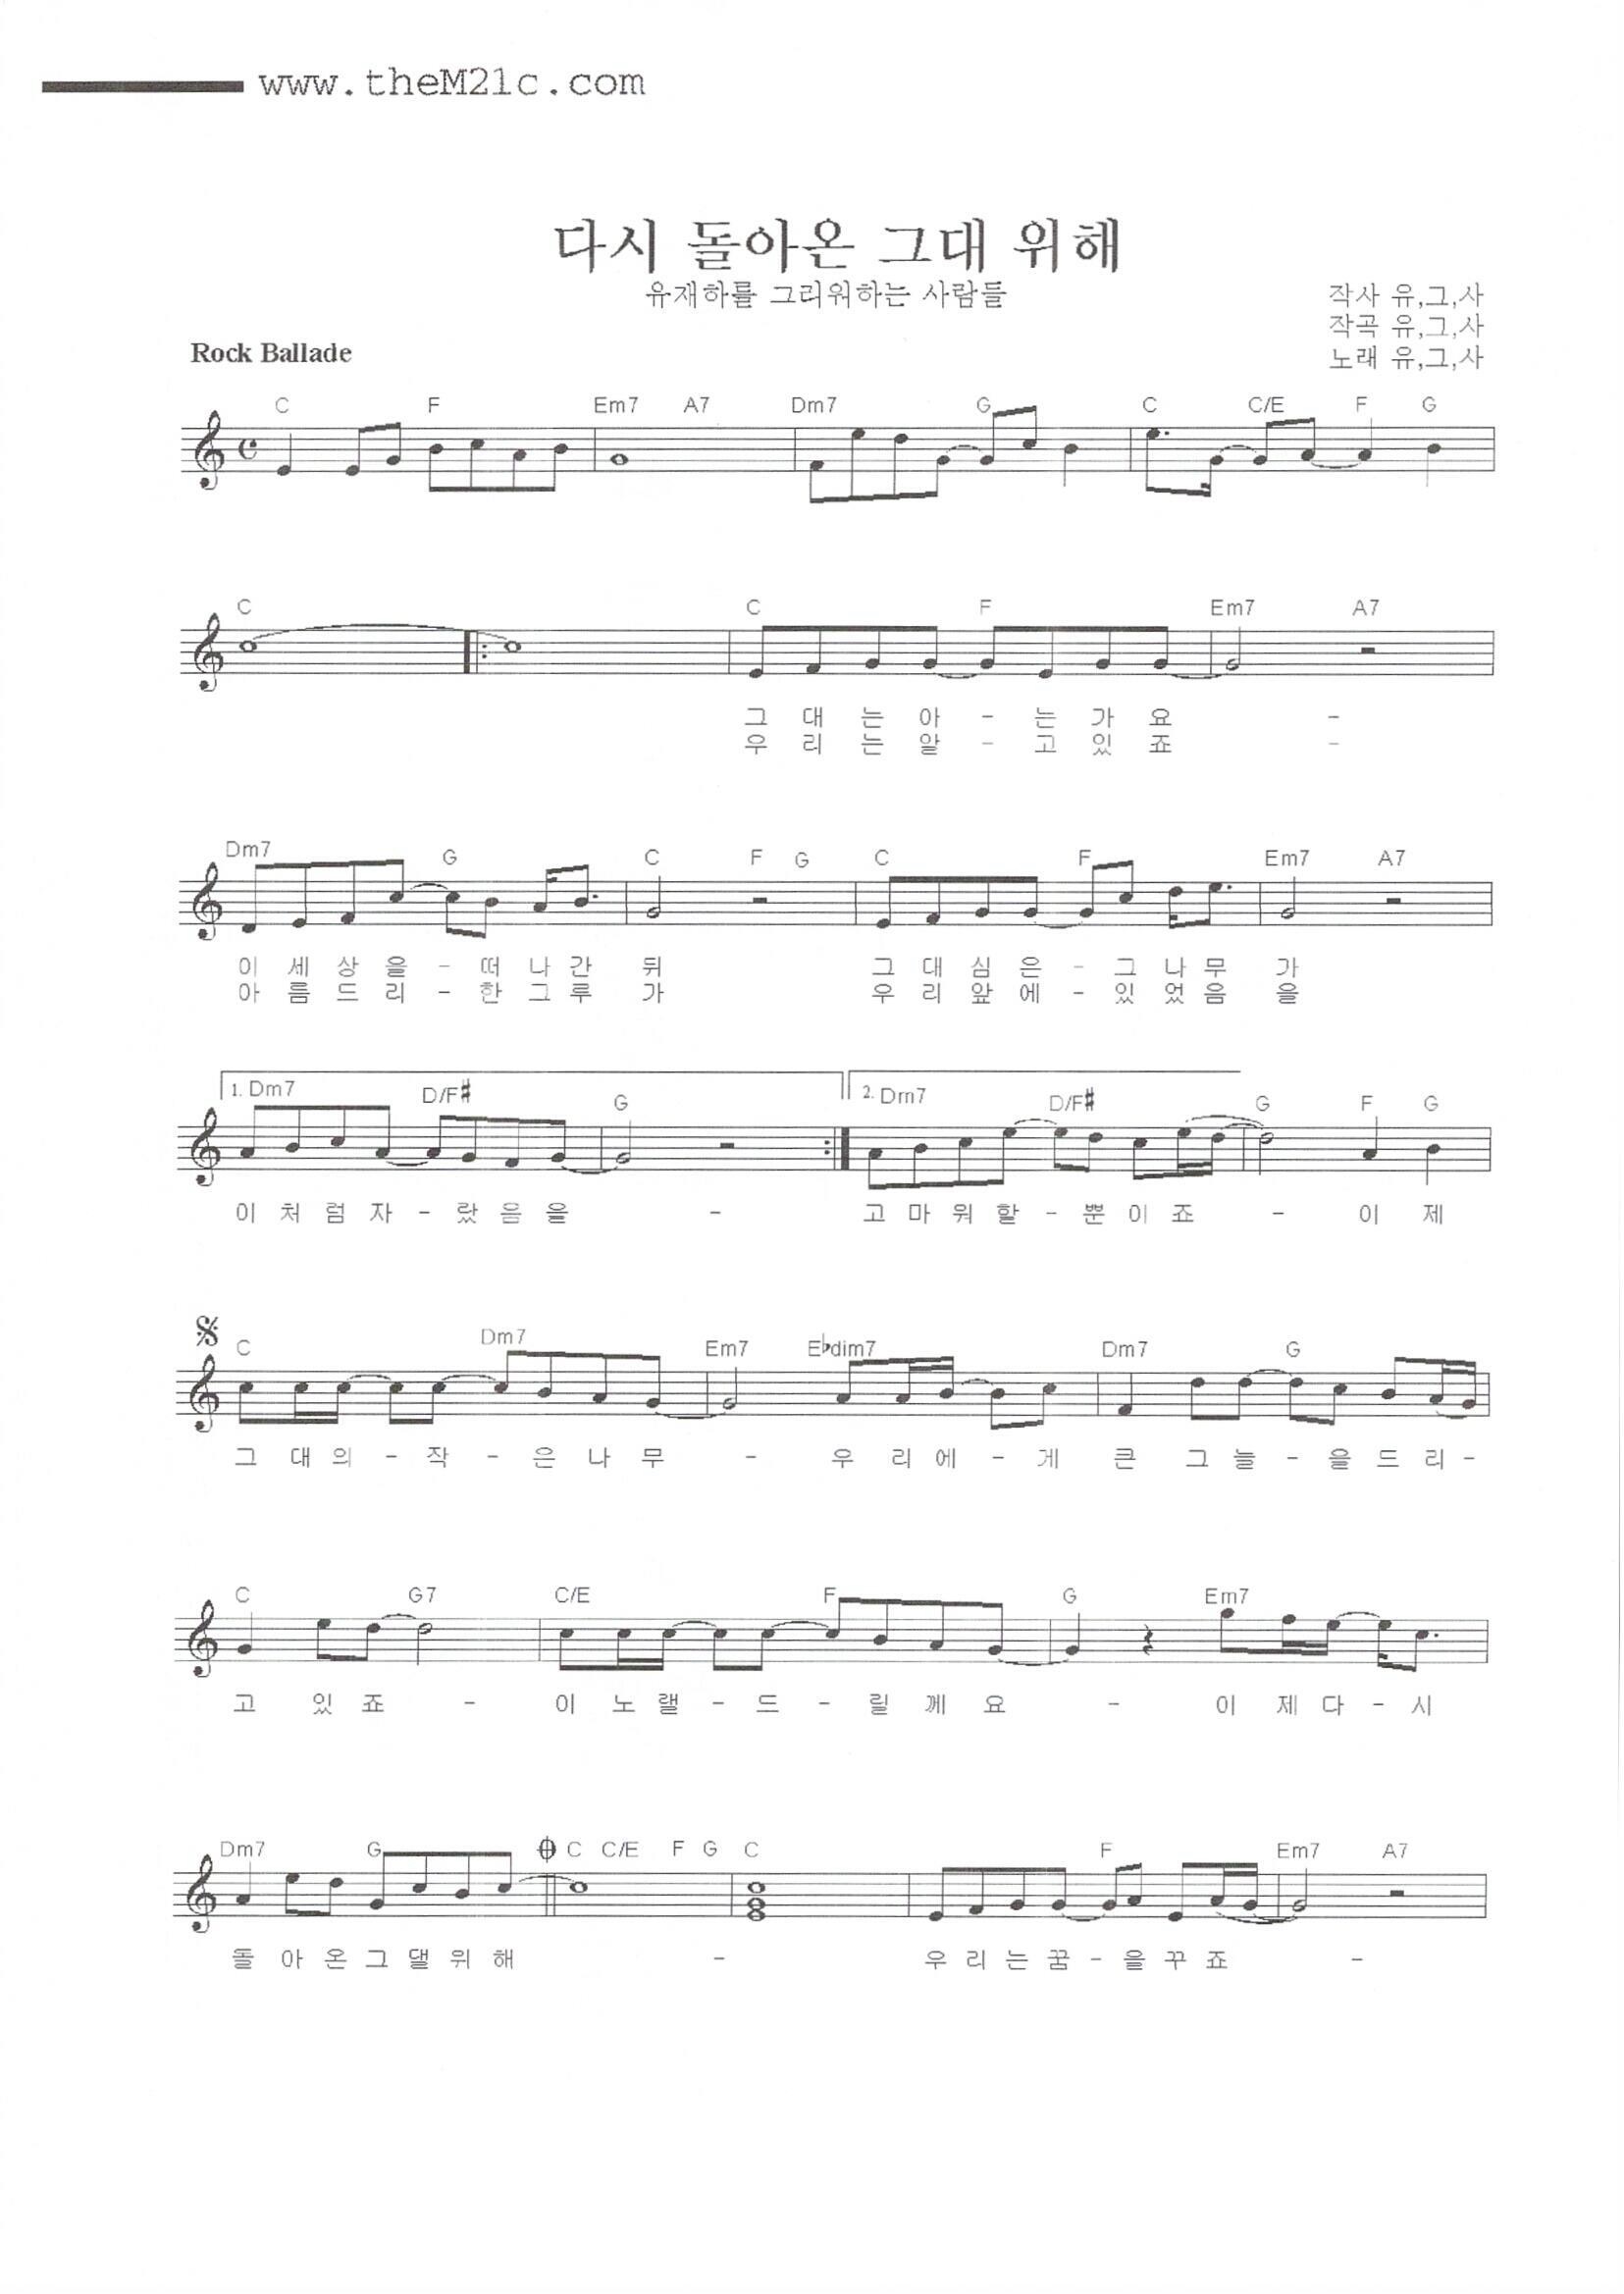 www.theM21c.com
다시 돌아온 그대 위해
유재하를 그리워하는 사람들
작사 유,그,사
작곡 유,그,사
노래 유,그,사
Rock Ballade
C F Em7 A7 Dm7 G C C/E F G
C C F Em7 A7
그 대 는 아 - 는 가 요 -
우 리 는 알 - 고 있 죠 -
Dm7 G C F G C F Em7 A7
이 세 상 을 - 떠 나 간 뒤 그 대 심 은 - 그 나 무 가
아 름 드 리 - 한 그 루 가 우 리 앞 에 - 있 었 음 을
1. Dm7 D/F# G 2. Dm7 D/F# G F G
이 처 럼 자 - 랐 음 을 - 고 마 워 할 - 뿐 이 죠 - 이 제
C Dm7 Em7 E♭dim7 Dm7 G
그 대 의 - 작 - 은 나 무 - 우 리 에 - 게 큰 그 늘 - 을 드 리 -
C G7 C/E F G Em7
고 있 죠 - 이 노 랠 - 드 - 릴 께 요 - 이 제 다 - 시
Dm7 G C C/E F G C F Em7 A7
돌 아 온 그 댈 위 해 - 우 리 는 꿈 - 을 꾸 죠 -